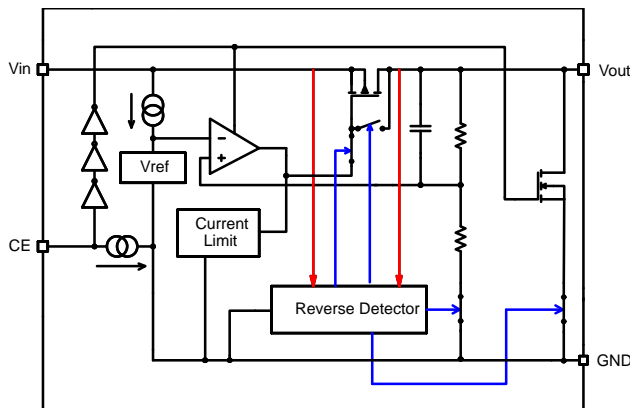 Vin
Vout
−
+
Vref
Current
Limit
CE
Reverse Detector
GND